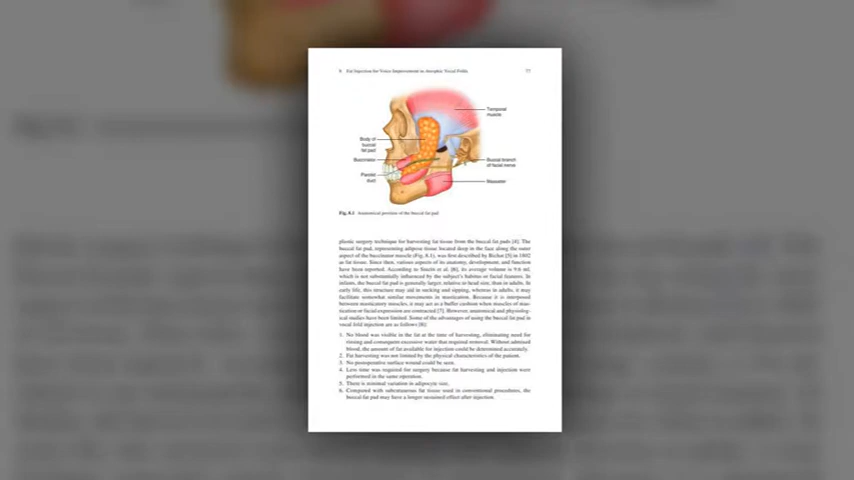 8 Fat Injection for Voice Improvement in Atrophic Vocal Folds 77
Temporal
muscle
Body of
buccal
fat pad
Buccinator
Buccal branch
of facial nerve
Parotid
duct
Masseter
Fig. 8.1 Anatomical position of the buccal fat pad
phonic surgery technique for harvesting fat tissue from the buccal fat pads [4]. The
buccal fat pad, representing adipose tissue located deep in the face along the outer
aspect of the buccinator muscle (Fig. 8.1), was first described by Bichat [5] in 1802
as fat tissue. Since then, various aspects of its anatomy, development, and function
have been reported. According to Stuzin et al. [6], its average volume is 9.6 ml,
which is not substantially influenced by the subject's habitus or facial features. In
infants, the buccal fat pad is generally larger, relative to head size, than in adults. In
early life, this structure may aid in sucking and sipping, whereas in adults, it may
facilitate somewhat similar movements in mastication. Because it is interposed
between masticatory muscles, it may act as a buffer cushion when muscles of mas-
tication or facial expression are contracted [7]. However, anatomical and physiolog-
ical studies have been limited. Some of the advantages of using the buccal fat pad in
vocal fold injection are as follows [8]:
1. No blood was visible in the fat at the time of harvesting, eliminating need for
rinsing and consequent excessive water that required removal. Without admixed
blood, the amount of fat available for injection could be determined accurately.
2. Fat harvesting was not limited by the physical characteristics of the patient.
3. No postoperative surface wound could be seen.
4. Less time was required for surgery because fat harvesting and injection were
performed in the same operation.
5. There is minimal variation in adipocyte size.
6. Compared with subcutaneous fat tissue used in conventional procedures, the
buccal fat pad may have a longer sustained effect after injection.